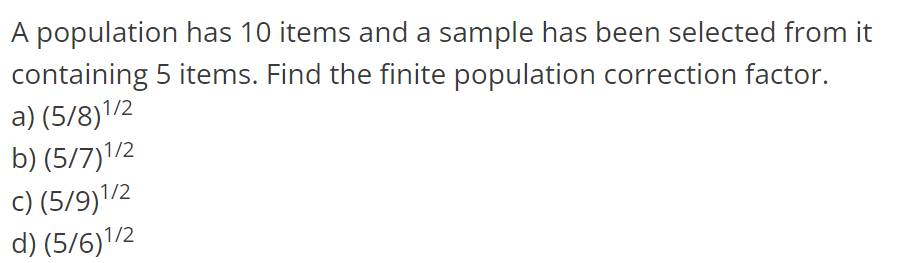 A population has 10 items and a sample has been selected from it
containing 5 items. Find the finite population correction factor.
a) (5/8)^1/2
b) (5/7)^1/2
c) (5/9)^1/2
d) (5/6)^1/2